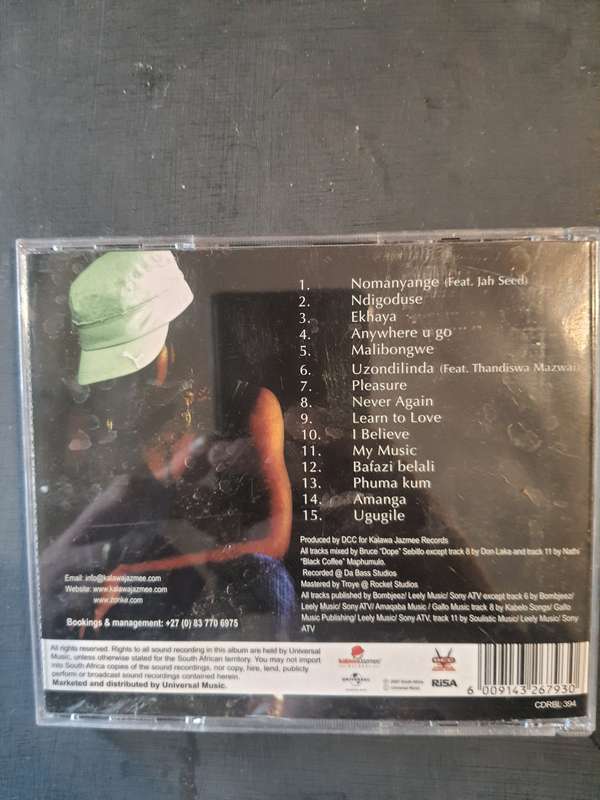 1. Nomanyange (Feat. Jah Seed)
2. Ndigoduse
3. Ekhaya
4. Anywhere u go
5. Malibongwe
6. Uzondilinda (Feat. Thandiswa Mazwai)
7. Pleasure
8. Never Again
9. Learn to Love
10. I Believe
11. My Music
12. Bafazi belali
13. Phuma kum
14. Amanga
15. Ugugile
Produced by DCC for Kalawa Jazmee Records
All tracks mixed by Bruce "Dope" Sebitlo except track 8 by Don Laka and track 11 by Nathi
"Black Coffee" Maphumulo.
Recorded @ Da Bass Studios
Mastered by Troye @ Rocket Studios
All tracks published by Bombjeez/ Leely Music/ Sony ATV except track 6 by Bombjeez/
Leely Music/ Sony ATV/ Amaqaba Music / Gallo Music track 8 by Kabelo Songs/ Gallo
Music Publishing/ Leely Music/ Sony ATV, track 11 by Soulistic Music/ Leely Music/ Sony
ATV
Email: info@kalawajazmee.com
Website: www.kalawajazmee.com
www.zonke.com
Bookings & management: +27 (0) 83 770 6975
All rights reserved. Rights to all sound recording in this album are held by Universal
Music, unless otherwise stated for the South African territory. You may not import
into South Africa copies of the sound recordings, nor copy, hire, lend, publicly
perform or broadcast sound recordings contained herein.
Marketed and distributed by Universal Music.
kalawajazmee
UNIVERSAL
2007 South Africa
Universal Music
RiSA
6 009143 267930
CDRBL 394